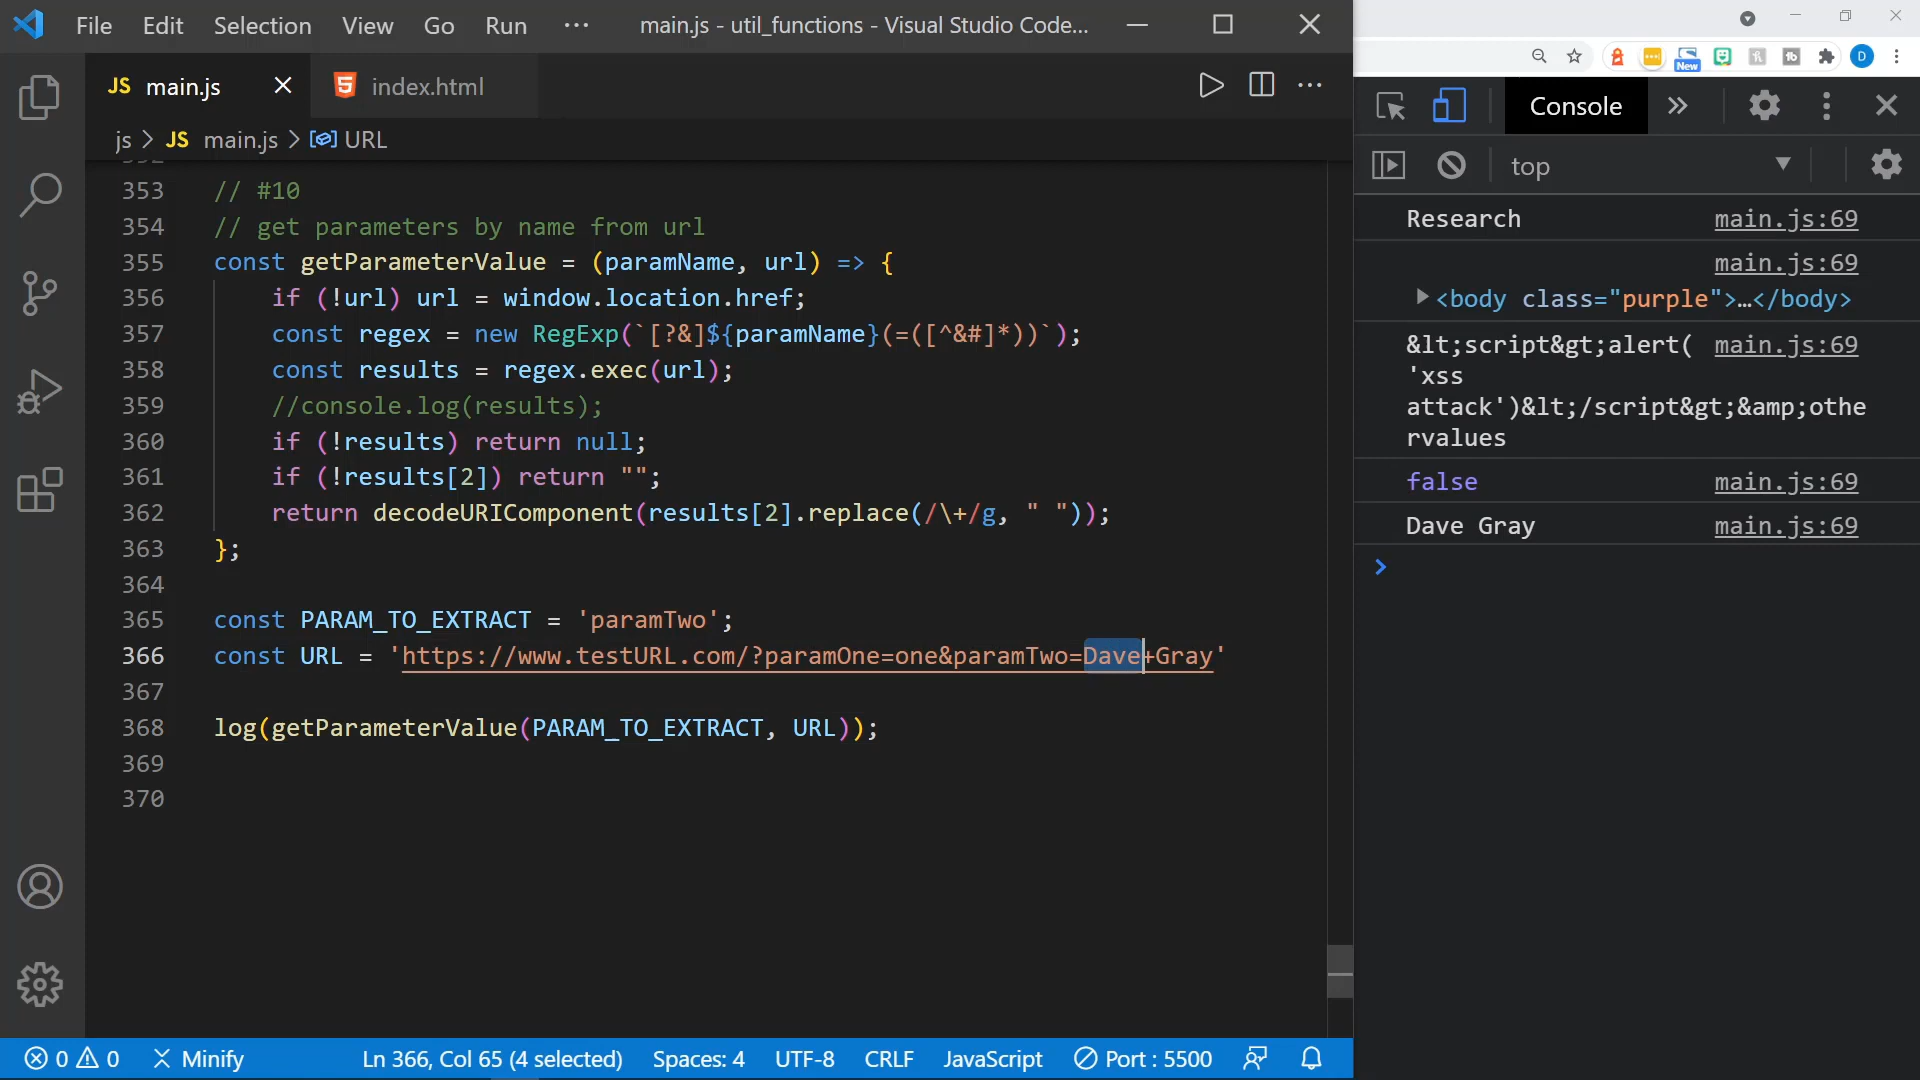 File Edit Selection View Go Run ··· main.js - util_functions - Visual Studio Code...
JS main.js index.html
js > JS main.js > URL
353 // #10
354 // get parameters by name from url
355 const getParameterValue = (paramName, url) => {
356 if (!url) url = window.location.href;
357 const regex = new RegExp(`[?&]${paramName}(=([^&#]*))`);
358 const results = regex.exec(url);
359 //console.log(results);
360 if (!results) return null;
361 if (!results[2]) return "";
362 return decodeURIComponent(results[2].replace(/\+/g, " "));
363 };
364
365 const PARAM_TO_EXTRACT = 'paramTwo';
366 const URL = 'https://www.testURL.com/?paramOne=one&paramTwo=Dave+Gray'
367
368 log(getParameterValue(PARAM_TO_EXTRACT, URL));
369
370
0 0 Minify Ln 366, Col 65 (4 selected) Spaces: 4 UTF-8 CRLF JavaScript Port : 5500
New D
Console »
top
Research main.js:69
main.js:69
<body class="purple">…</body>
&lt;script&gt;alert( main.js:69
'xss
attack')&lt;/script&gt;&amp;othe
rvalues
false main.js:69
Dave Gray main.js:69